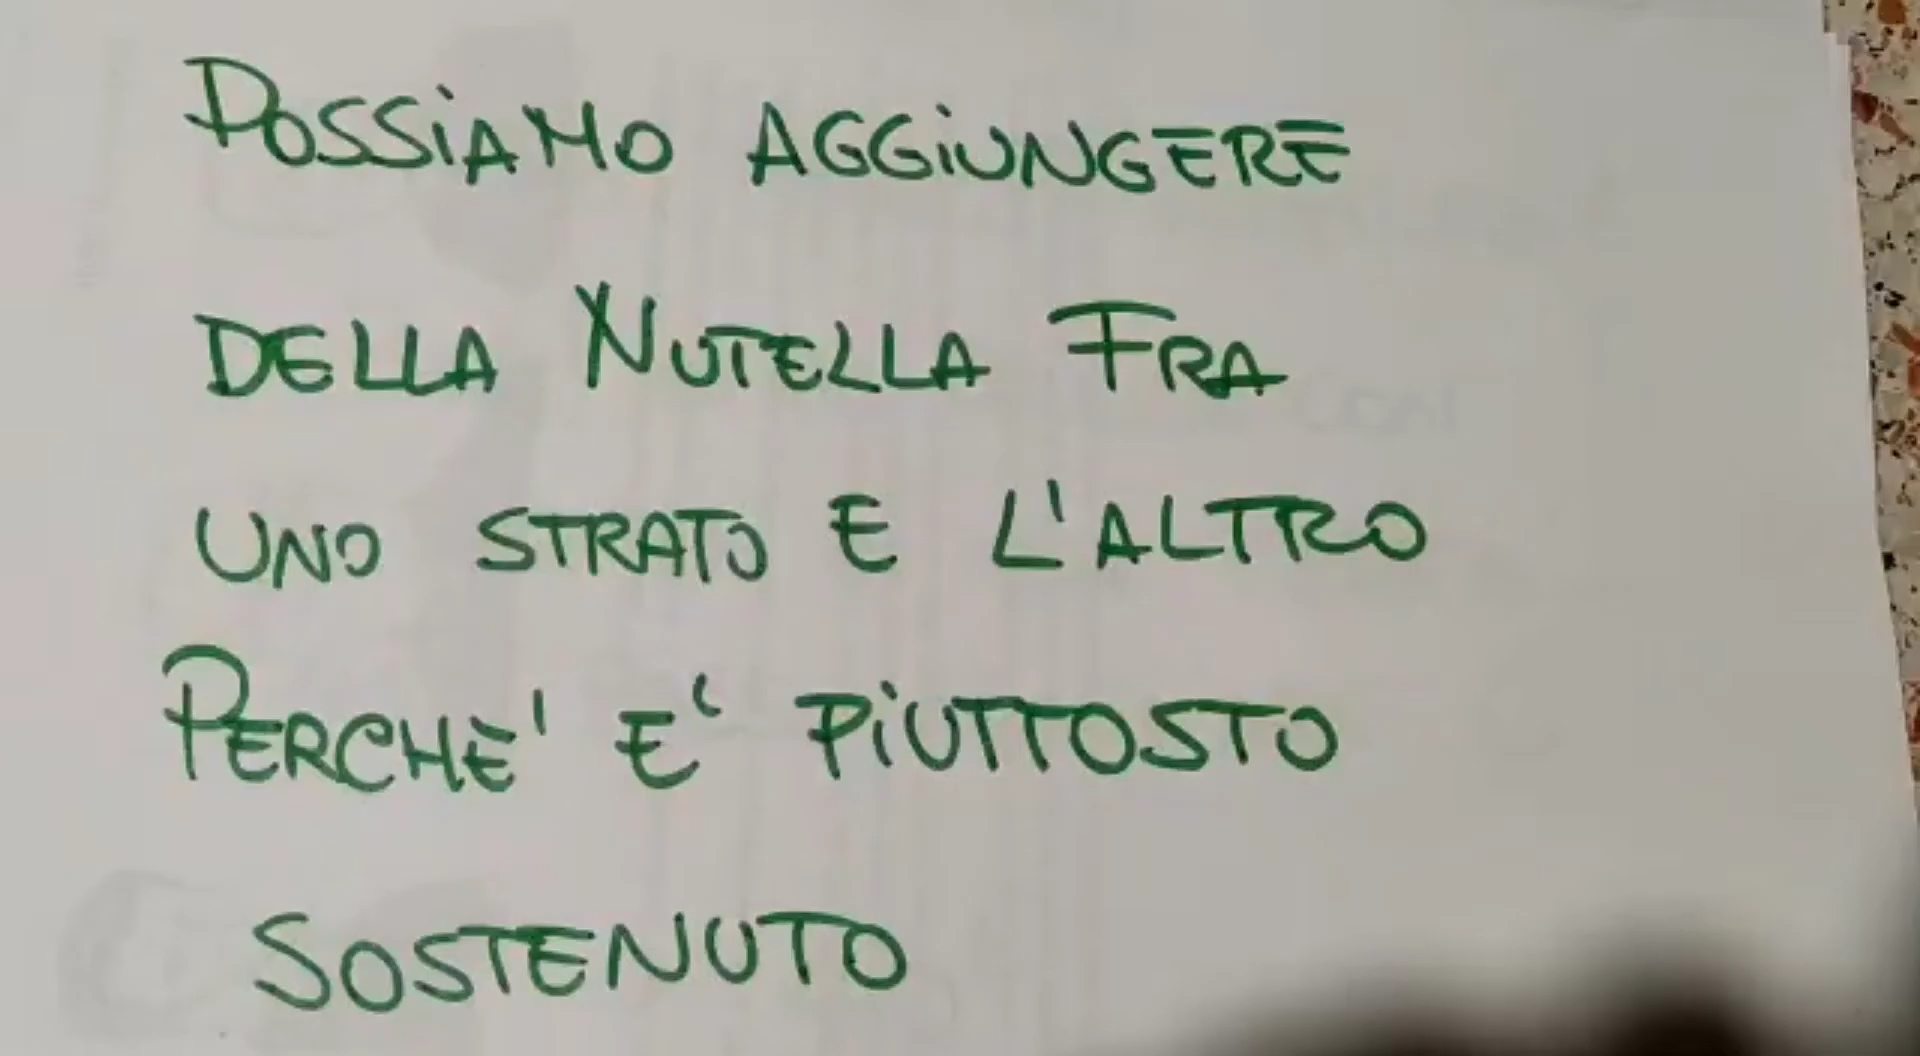 POSSIAMO AGGIUNGERE
DELLA NUTELLA FRA
UNO STRATO E L'ALTRO
PERCHE' E' PIUTTOSTO
SOSTENUTO